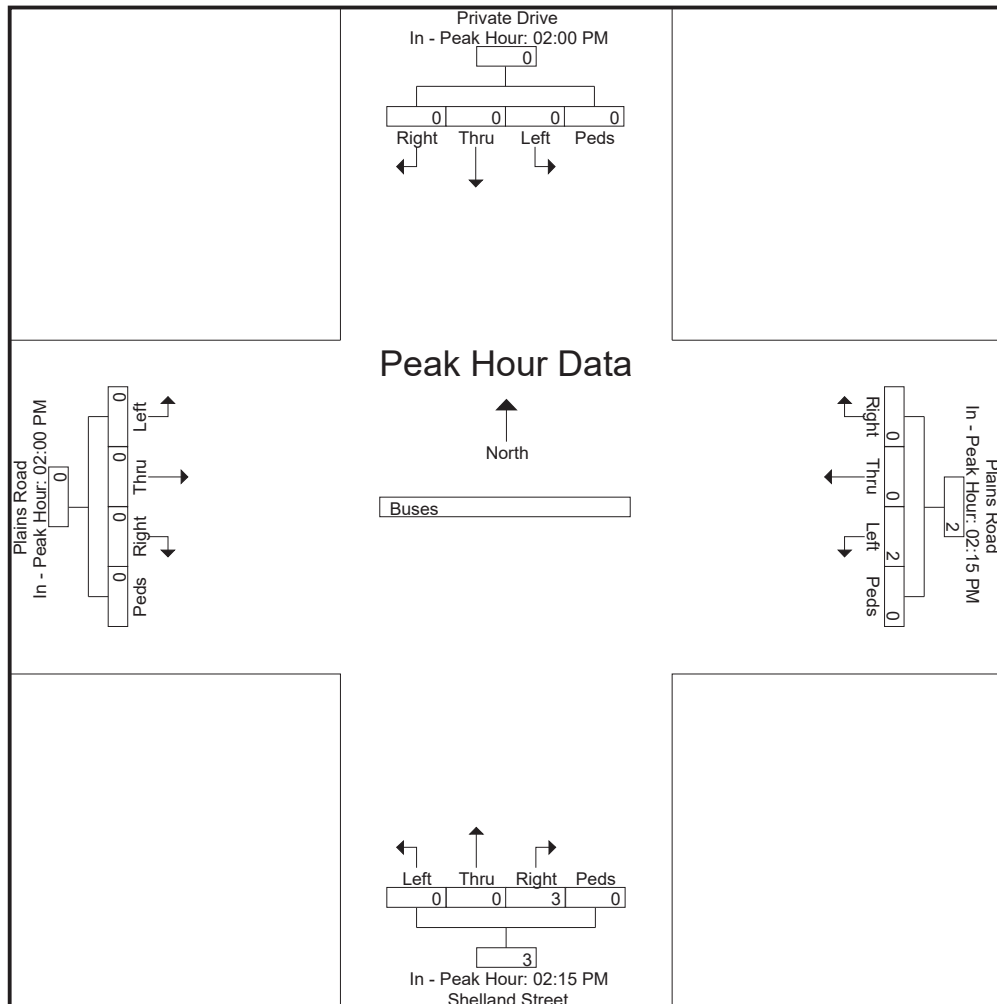 Private Drive
In - Peak Hour: 02:00 PM
0
0 0 0 0
Right Thru Left Peds
Peak Hour Data
North
Buses
Plains Road
In - Peak Hour: 02:00 PM
0
0 0 0 0
Left Thru Right Peds
Plains Road
In - Peak Hour: 02:15 PM
2
0 0 2 0
Right Thru Left Peds
Left Thru Right Peds
0 0 3 0
3
In - Peak Hour: 02:15 PM
Shelland Street